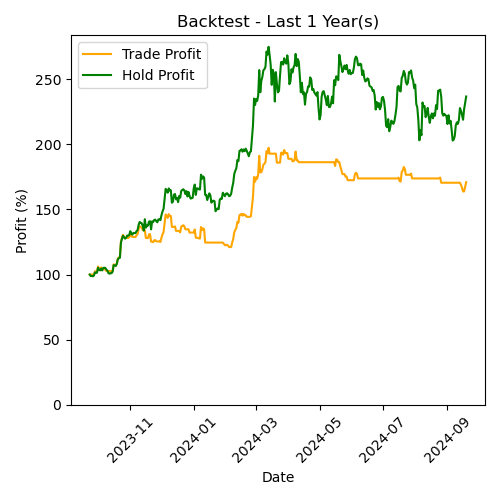 Backtest - Last 1 Year(s)
Trade Profit
Hold Profit
Profit (%)
250
200
150
100
50
0
2023-11
2024-01
2024-03
2024-05
2024-07
2024-09
Date